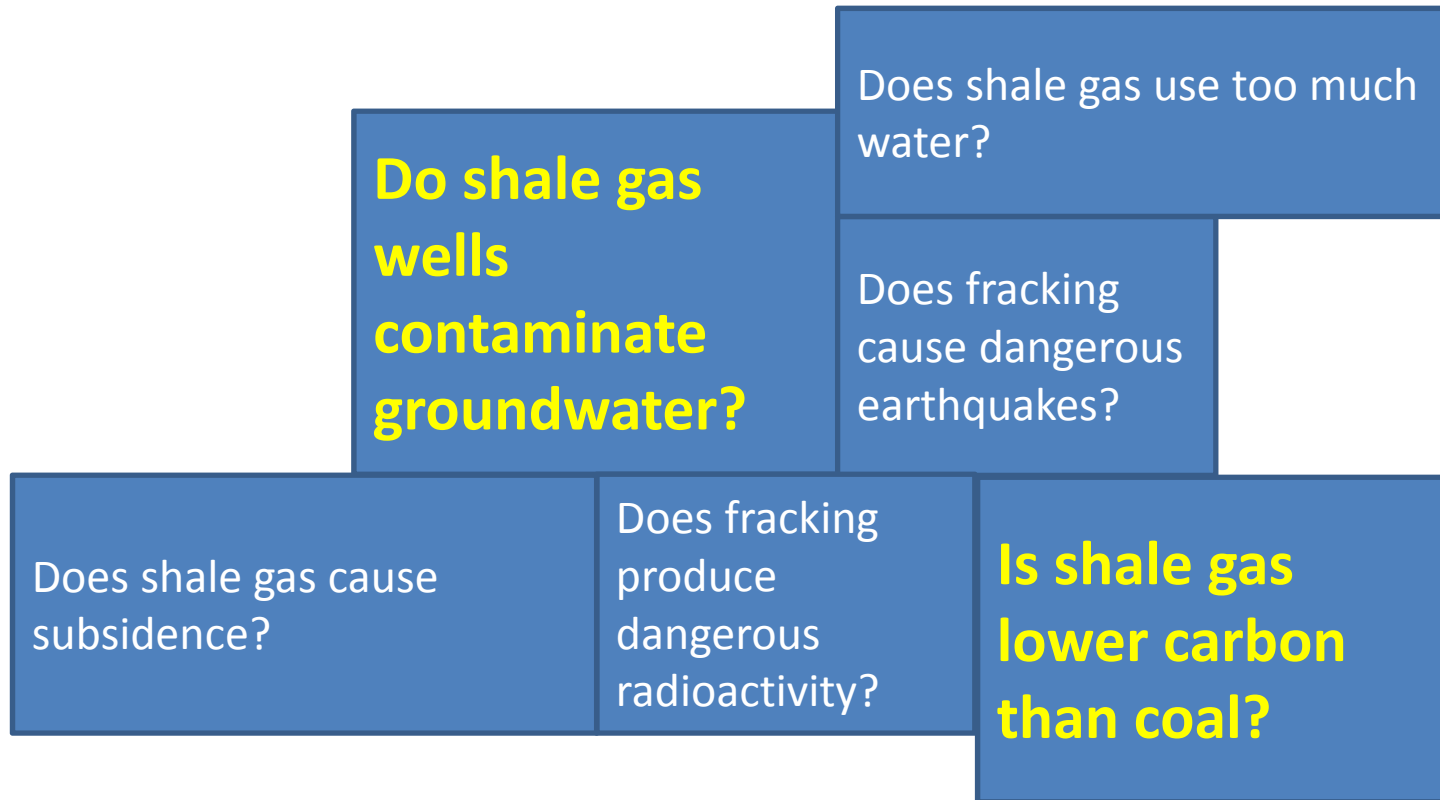 Does shale gas use too much
water?
Do shale gas
wells
contaminate
groundwater?
Does fracking
cause dangerous
earthquakes?
Does shale gas cause
subsidence?
Does fracking
produce
dangerous
radioactivity?
Is shale gas
lower carbon
than coal?